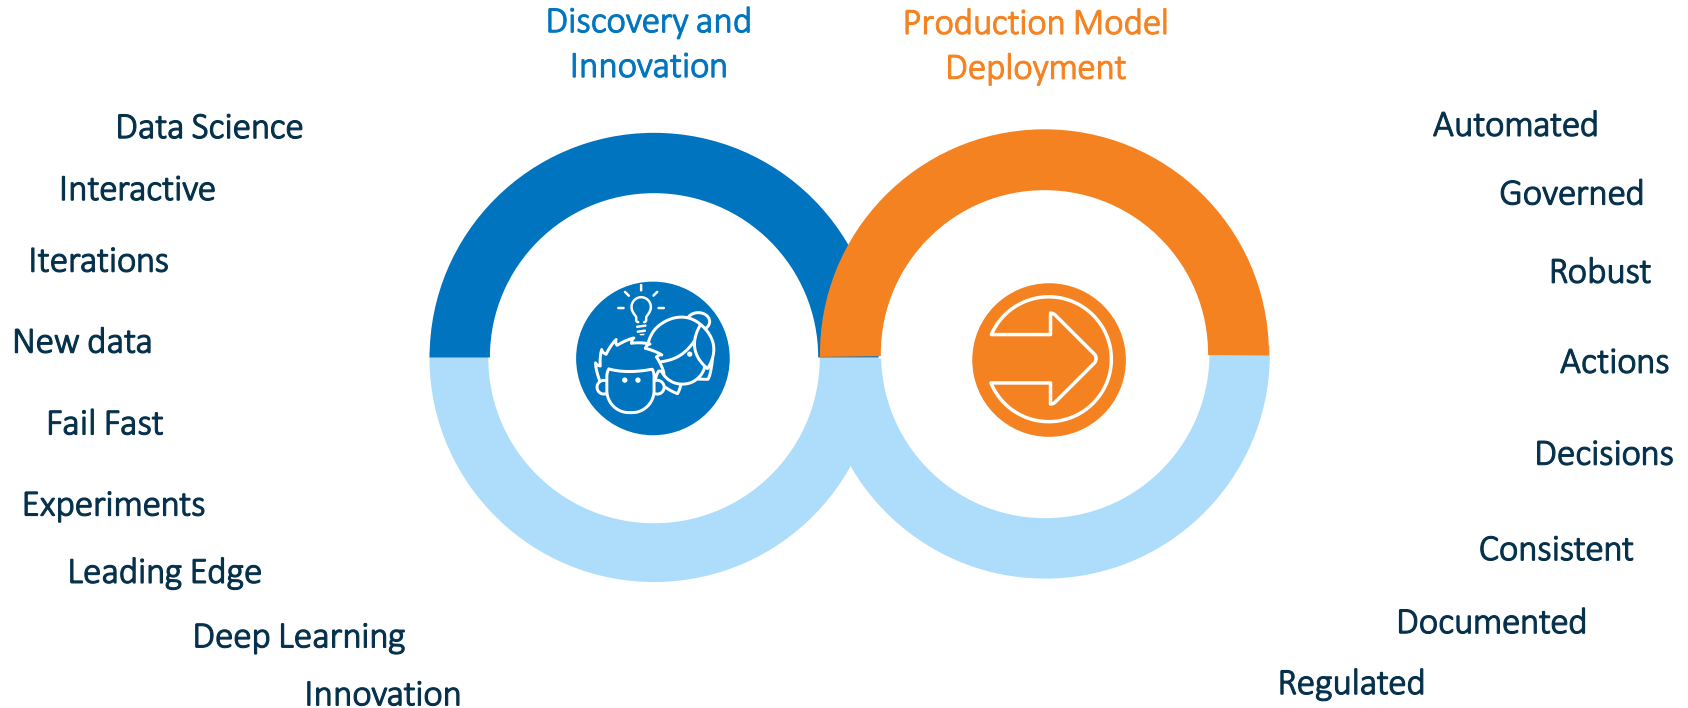 Discovery and
Innovation
Production Model
Deployment
Data Science
Interactive
Iterations
New data
Fail Fast
Experiments
Leading Edge
Deep Learning
Innovation
Automated
Governed
Robust
Actions
Decisions
Consistent
Documented
Regulated